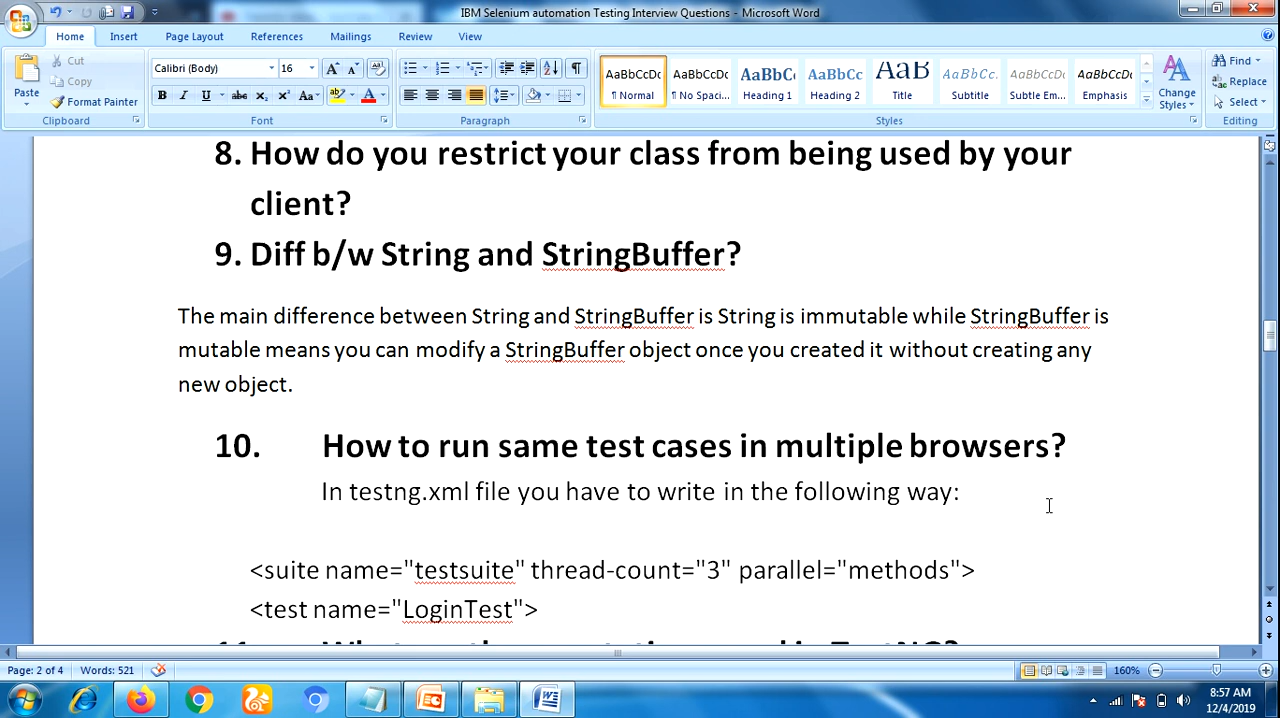 IBM Selenium automation Testing Interview Questions - Microsoft Word
Home Insert Page Layout References Mailings Review View
Cut
Copy
Format Painter
Paste
Calibri (Body) 16
AaBbCcDc AaBbCcDc AaBbC AaBbCc AaB AaBbCc. AaBbCcDc AaBbCcDc
¶ Normal ¶ No Spaci... Heading 1 Heading 2 Title Subtitle Subtle Em... Emphasis
Change Styles
Find
Replace
Select
Clipboard Font Paragraph Styles Editing
8. How do you restrict your class from being used by your
client?
9. Diff b/w String and StringBuffer?
The main difference between String and StringBuffer is String is immutable while StringBuffer is
mutable means you can modify a StringBuffer object once you created it without creating any
new object.
10. How to run same test cases in multiple browsers?
In testng.xml file you have to write in the following way:
<suite name="testsuite" thread-count="3" parallel="methods">
<test name="LoginTest">
Page: 2 of 4 Words: 521 160%
8:57 AM
12/4/2019